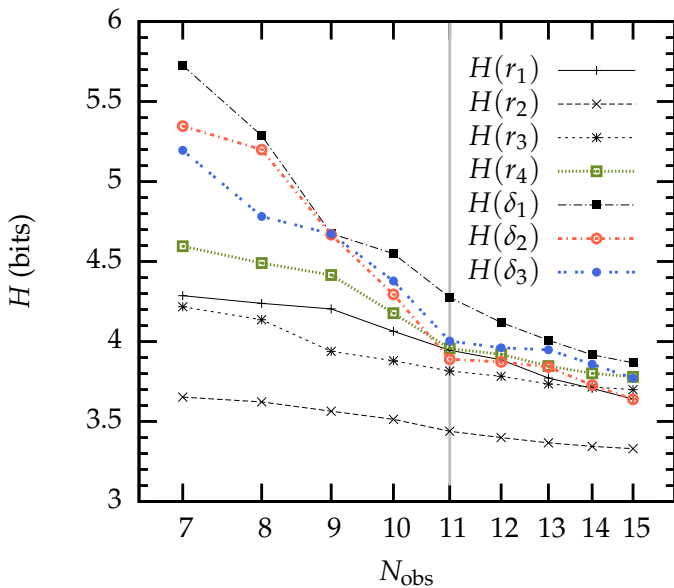 6
5.5
5
4.5
4
3.5
3
H (bits)
7 8 9 10 11 12 13 14 15
N_obs
H(r₁)
H(r₂)
H(r₃)
H(r₄)
H(δ₁)
H(δ₂)
H(δ₃)